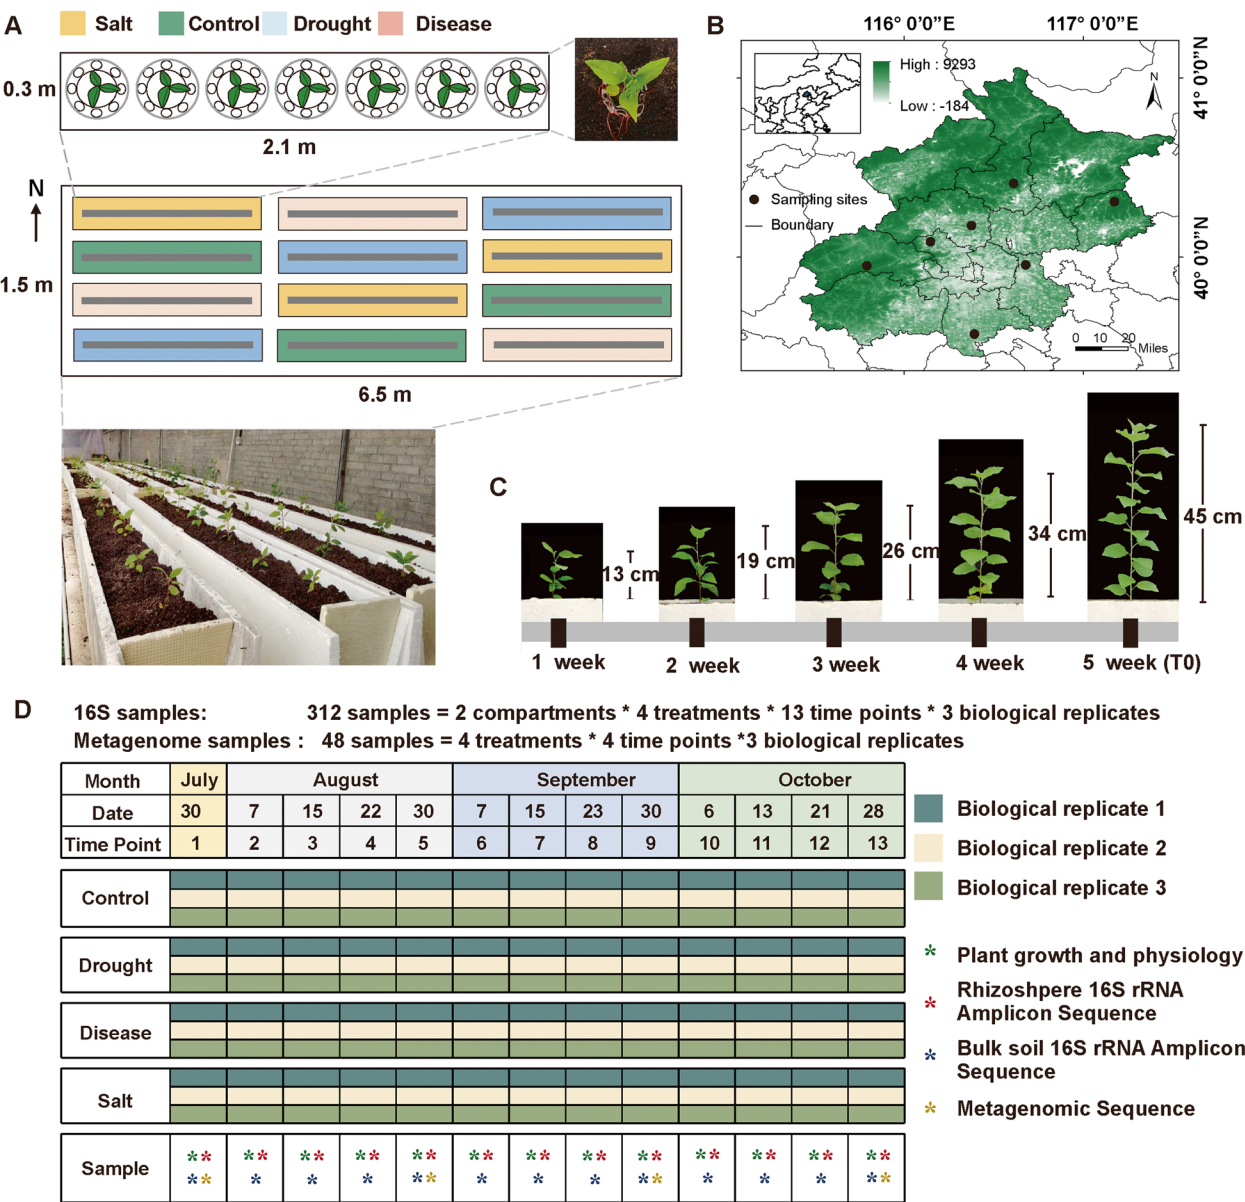 A
Salt
Control
Drought
Disease
0.3 m
2.1 m
N
1.5 m
6.5 m
B
116° 0’0’’E
117° 0’0’’E
High : 9293
Low : -184
N
41° 0’0’’N
Sampling sites
Boundary
40° 0’0’’N
0 10 20
Miles
C
13 cm
19 cm
26 cm
34 cm
45 cm
1 week
2 week
3 week
4 week
5 week (T0)
D
16S samples: 312 samples = 2 compartments * 4 treatments * 13 time points * 3 biological replicates
Metagenome samples : 48 samples = 4 treatments * 4 time points *3 biological replicates
Month July August September October
Date 30 7 15 22 30 7 15 23 30 6 13 21 28
Time Point 1 2 3 4 5 6 7 8 9 10 11 12 13
Control
Drought
Disease
Salt
Sample
** ** ** ** ** ** ** ** ** ** ** ** **
** * * * ** * * * ** * * * **
Biological replicate 1
Biological replicate 2
Biological replicate 3
* Plant growth and physiology
* Rhizoshpere 16S rRNA
Amplicon Sequence
* Bulk soil 16S rRNA Amplicon
Sequence
* Metagenomic Sequence